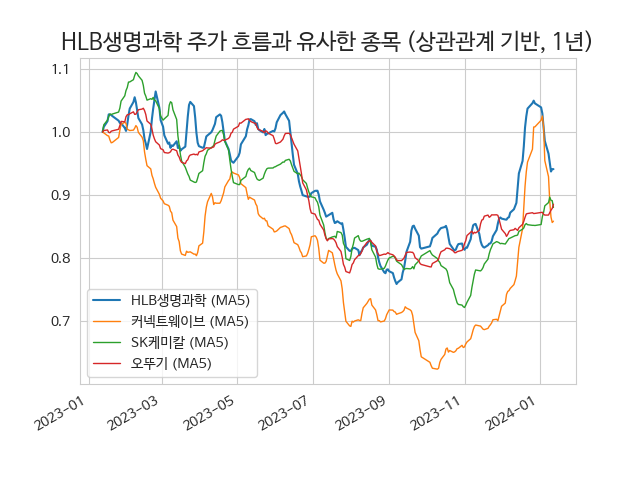 HLB생명과학 주가 흐름과 유사한 종목 (상관관계 기반, 1년)
1.1
1.0
0.9
0.8
0.7
HLB생명과학 (MA5)
커넥트웨이브 (MA5)
SK케미칼 (MA5)
오뚜기 (MA5)
2023-01
2023-03
2023-05
2023-07
2023-09
2023-11
2024-01